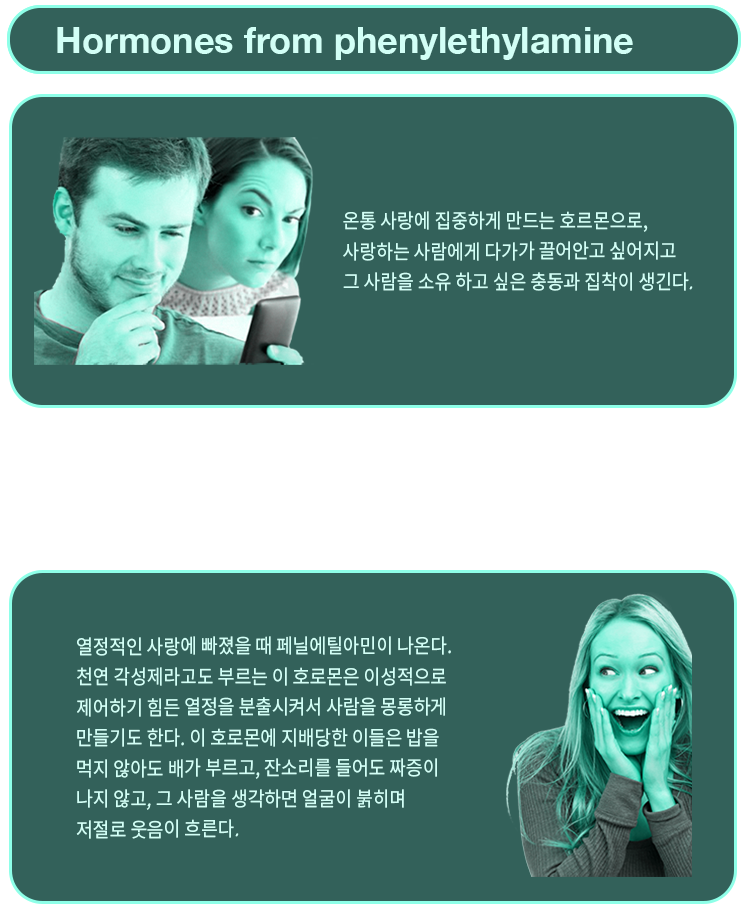 Hormones from phenylethylamine
온통 사랑에 집중하게 만드는 호르몬으로,
사랑하는 사람에게 다가가 끌어안고 싶어지고
그 사람을 소유 하고 싶은 충동과 집착이 생긴다.
열정적인 사랑에 빠졌을 때 페닐에틸아민이 나온다.
천연 각성제라고도 부르는 이 호로몬은 이성적으로
제어하기 힘든 열정을 분출시켜서 사람을 몽롱하게
만들기도 한다. 이 호로몬에 지배당한 이들은 밥을
먹지 않아도 배가 부르고, 잔소리를 들어도 짜증이
나지 않고, 그 사람을 생각하면 얼굴이 붉히며
저절로 웃음이 흐른다.